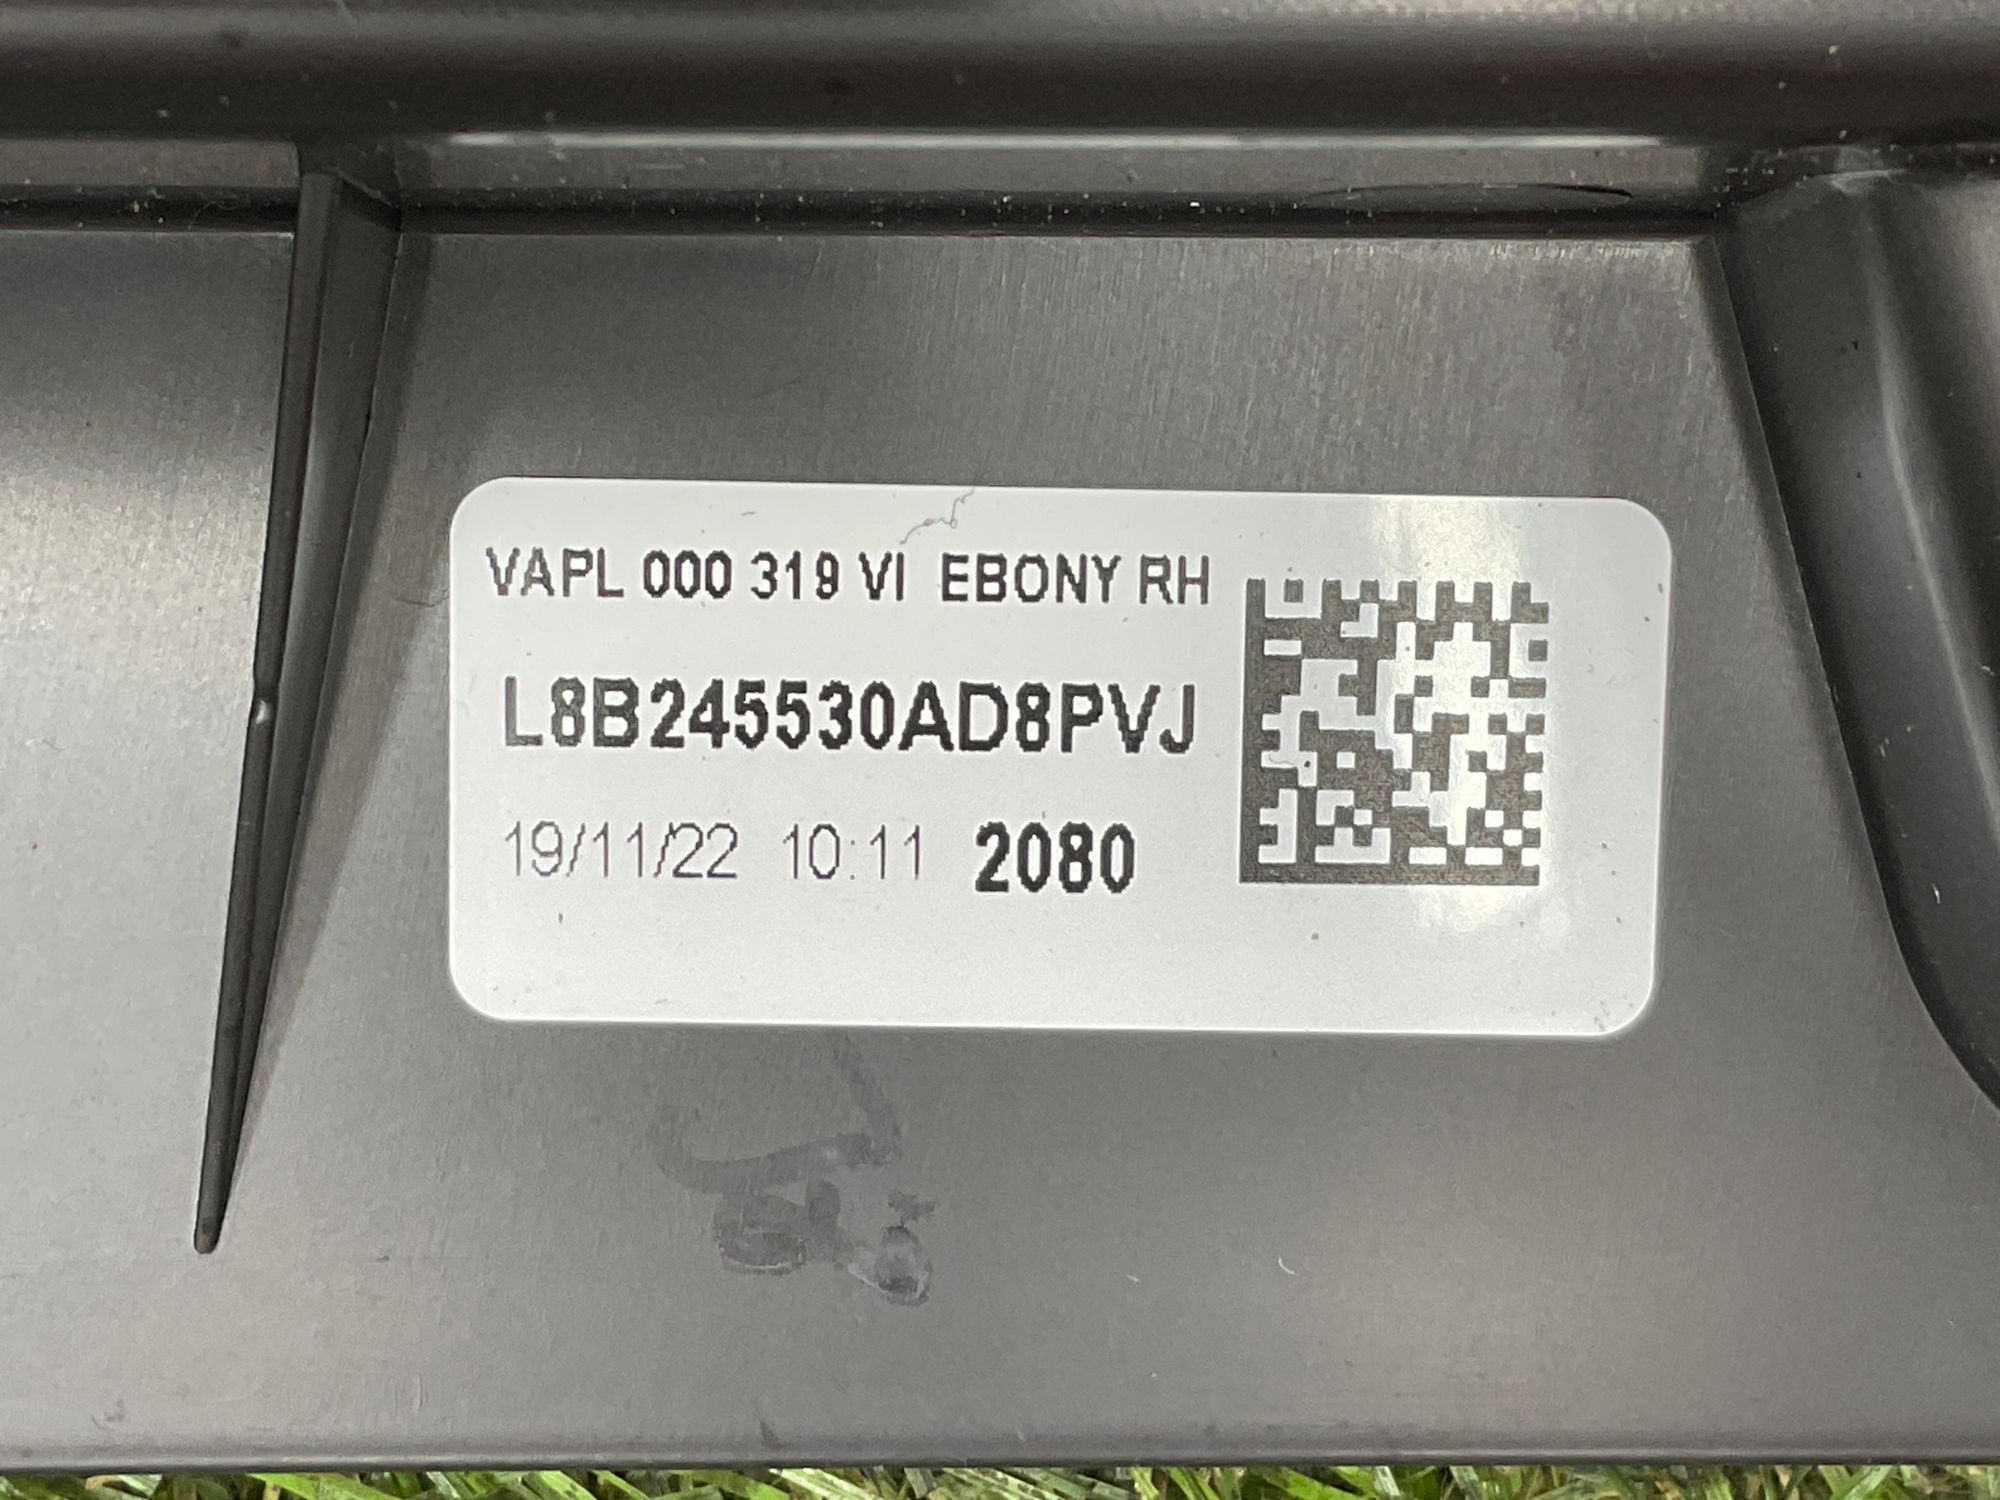 VAPL 000 319 VI EBONY RH
L8B245530AD8PVJ
19/11/22 10:11 2080